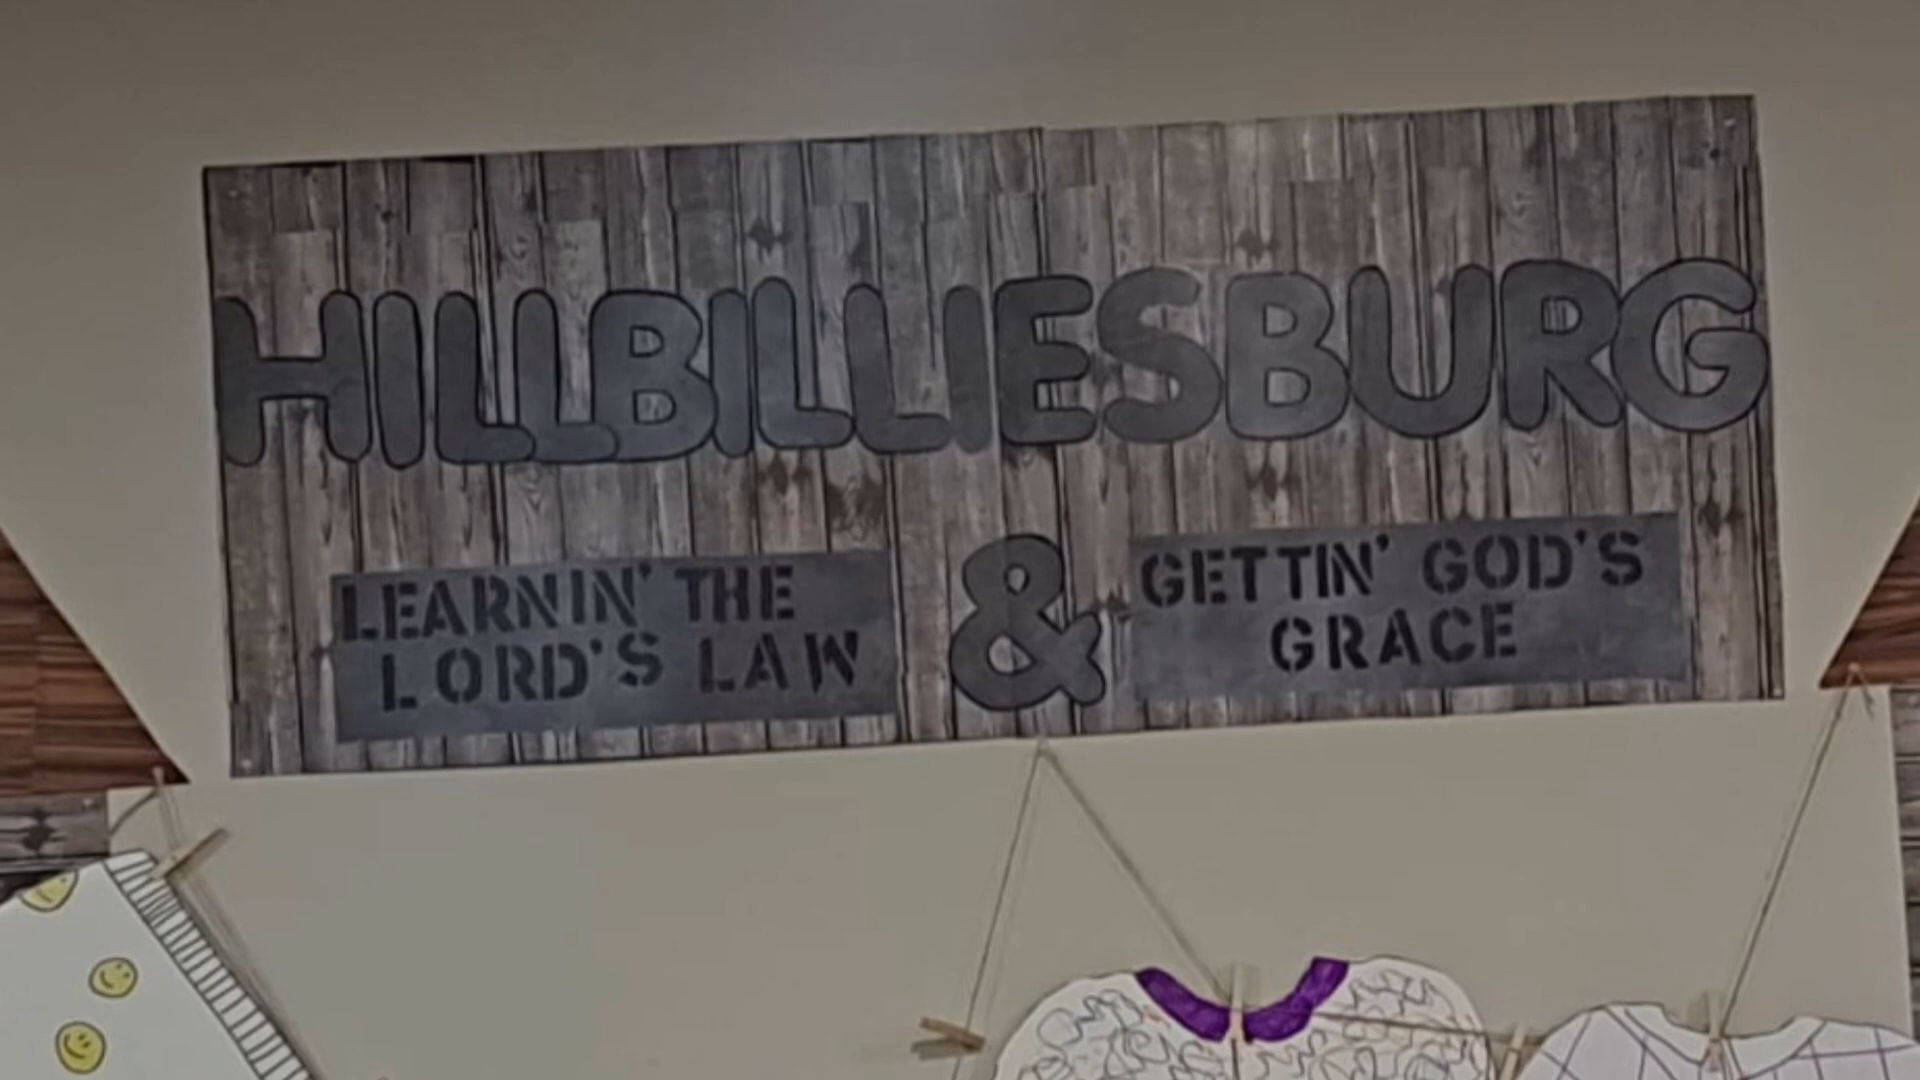 HILLBILLIESBURG
LEARNIN' THE
LORD'S LAW
&
GETTIN' GOD'S
GRACE